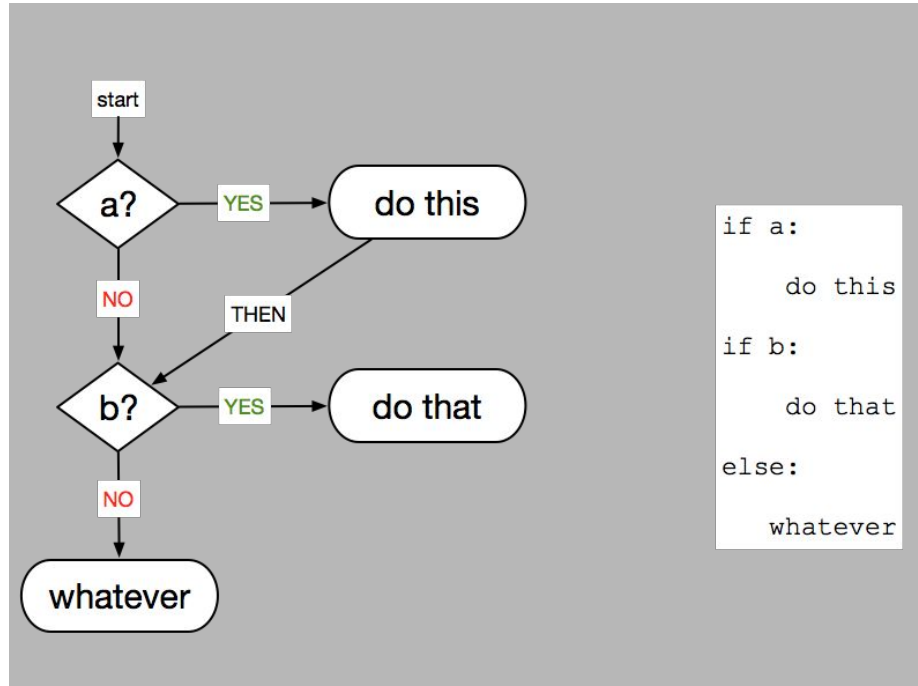 start
a?
YES
do this
NO
THEN
b?
YES
do that
NO
whatever
if a:
do this
if b:
do that
else:
whatever